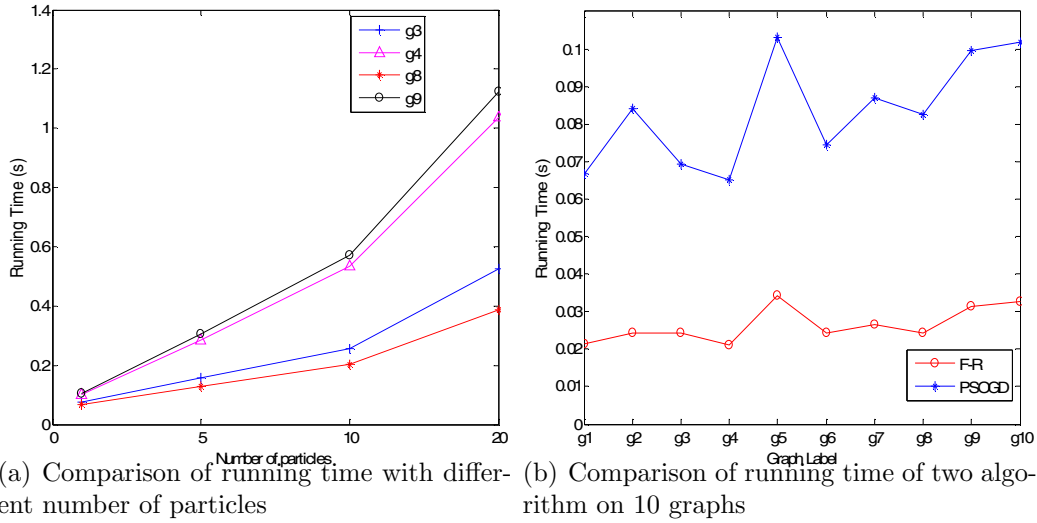 1.4
1.2
1
0.8
0.6
0.4
0.2
0
0 5 10 20
Running Time (s)
Number of particles
g3
g4
g8
g9
0.1
0.09
0.08
0.07
0.06
0.05
0.04
0.03
0.02
0.01
0
g1 g2 g3 g4 g5 g6 g7 g8 g9 g10
Running Time (s)
Graph Label
F-R
PSOGD
(a) Comparison of running time with differ-
ent number of particles
(b) Comparison of running time of two algo-
rithm on 10 graphs